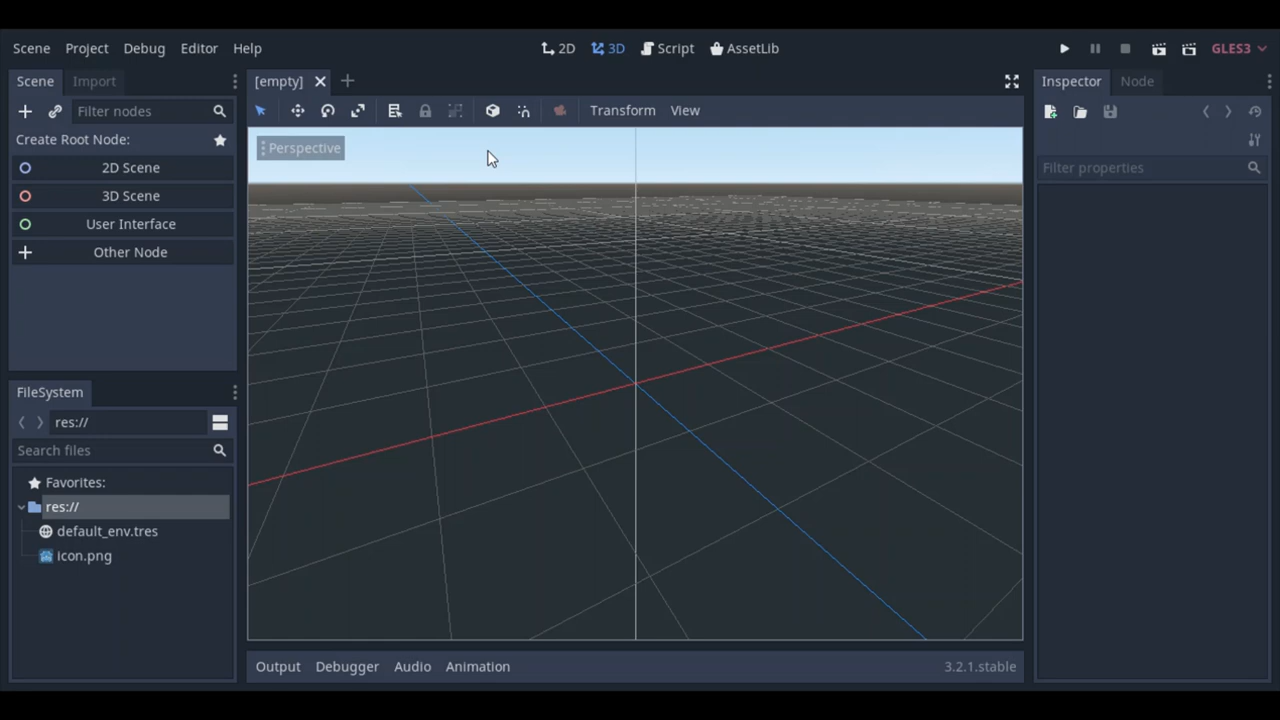 Scene Project Debug Editor Help 2D 3D Script AssetLib GLES3
Scene Import [empty] Inspector Node
Filter nodes Transform View
Create Root Node:
Perspective
2D Scene Filter properties
3D Scene
User Interface
Other Node
FileSystem
res://
Search files
Favorites:
res://
default_env.tres
icon.png
Output Debugger Audio Animation 3.2.1.stable